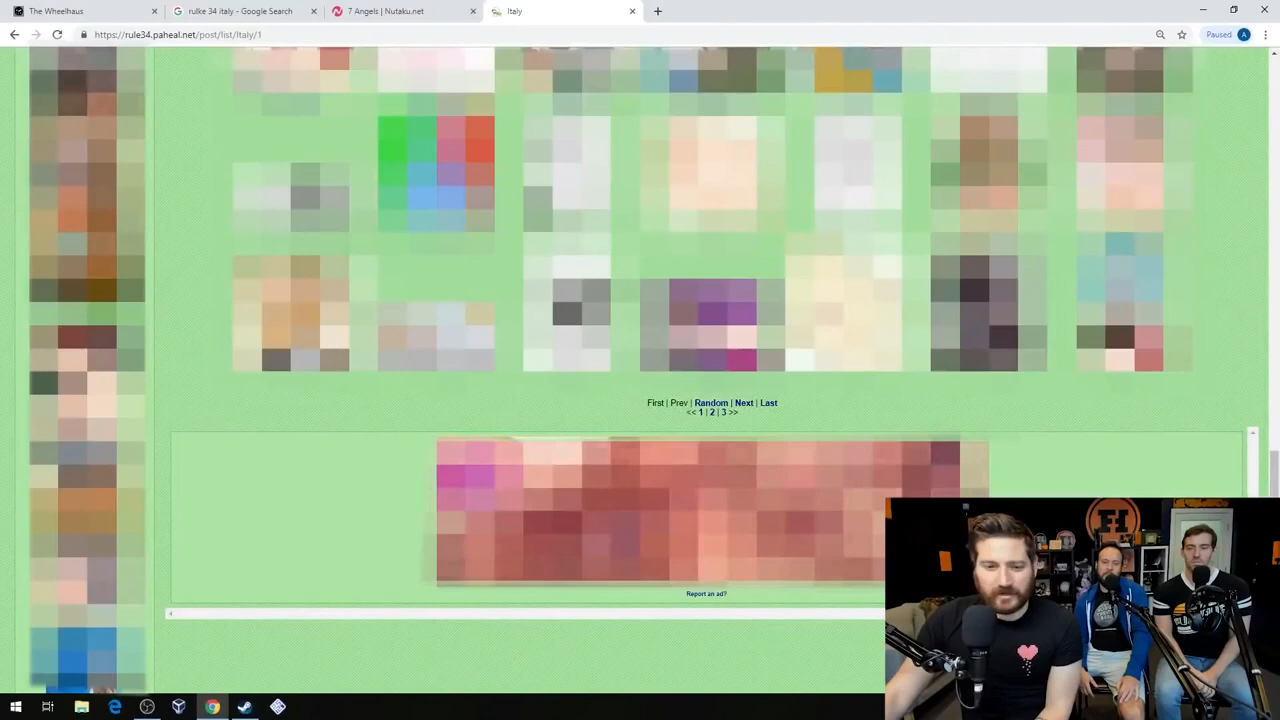 The Wheelhaus
rulke 34 italy - Google Search
7 Angels | Nutaku.net
Italy
https://rule34.paheal.net/post/list/Italy/1
Paused
A
First | Prev | Random | Next | Last
<< 1 | 2 | 3 >>
Report an ad?